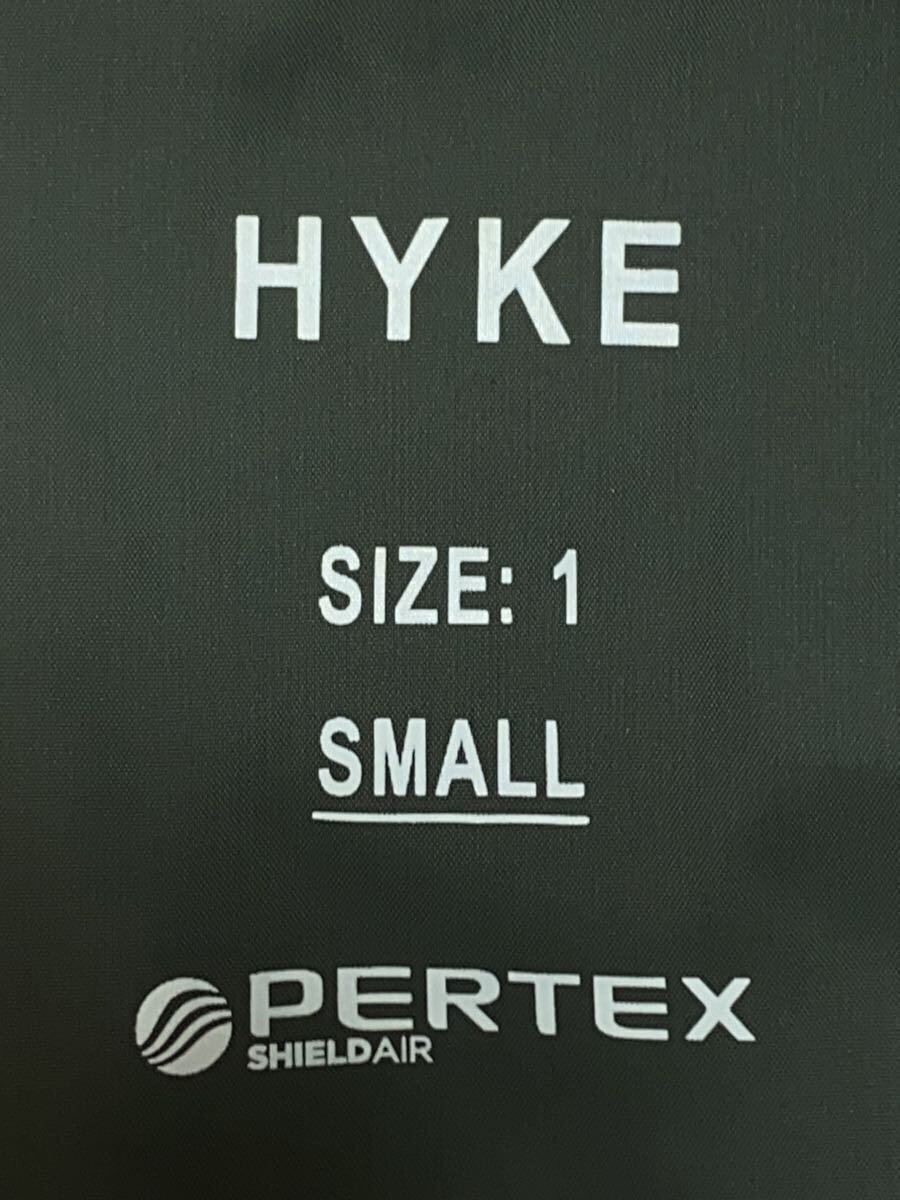 HYKE
SIZE: 1
SMALL
PERTEX
SHIELDAIR